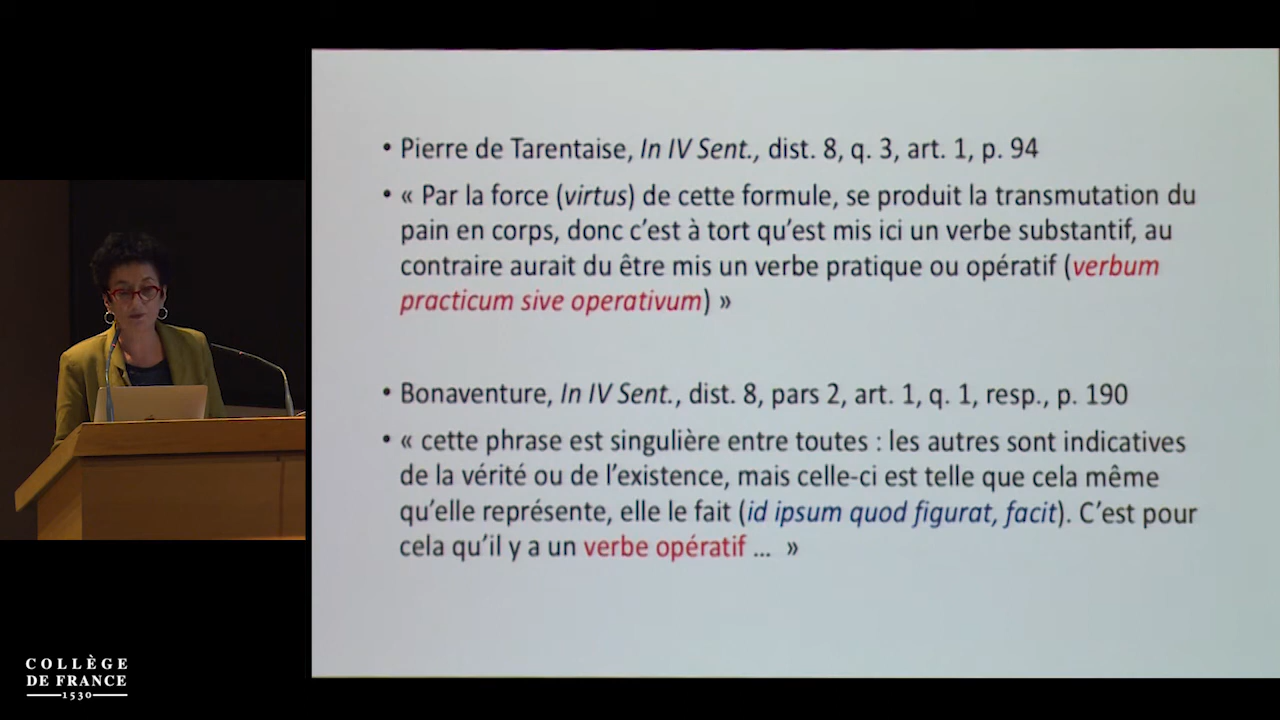 • Pierre de Tarentaise, In IV Sent., dist. 8, q. 3, art. 1, p. 94
• « Par la force (virtus) de cette formule, se produit la transmutation du
pain en corps, donc c'est à tort qu'est mis ici un verbe substantif, au
contraire aurait du être mis un verbe pratique ou opératif (verbum
practicum sive operativum) »
• Bonaventure, In IV Sent., dist. 8, pars 2, art. 1, q. 1, resp., p. 190
• « cette phrase est singulière entre toutes : les autres sont indicatives
de la vérité ou de l'existence, mais celle-ci est telle que cela même
qu'elle représente, elle le fait (id ipsum quod figurat, facit). C'est pour
cela qu'il y a un verbe opératif ... »
COLLÈGE
DE FRANCE
1530